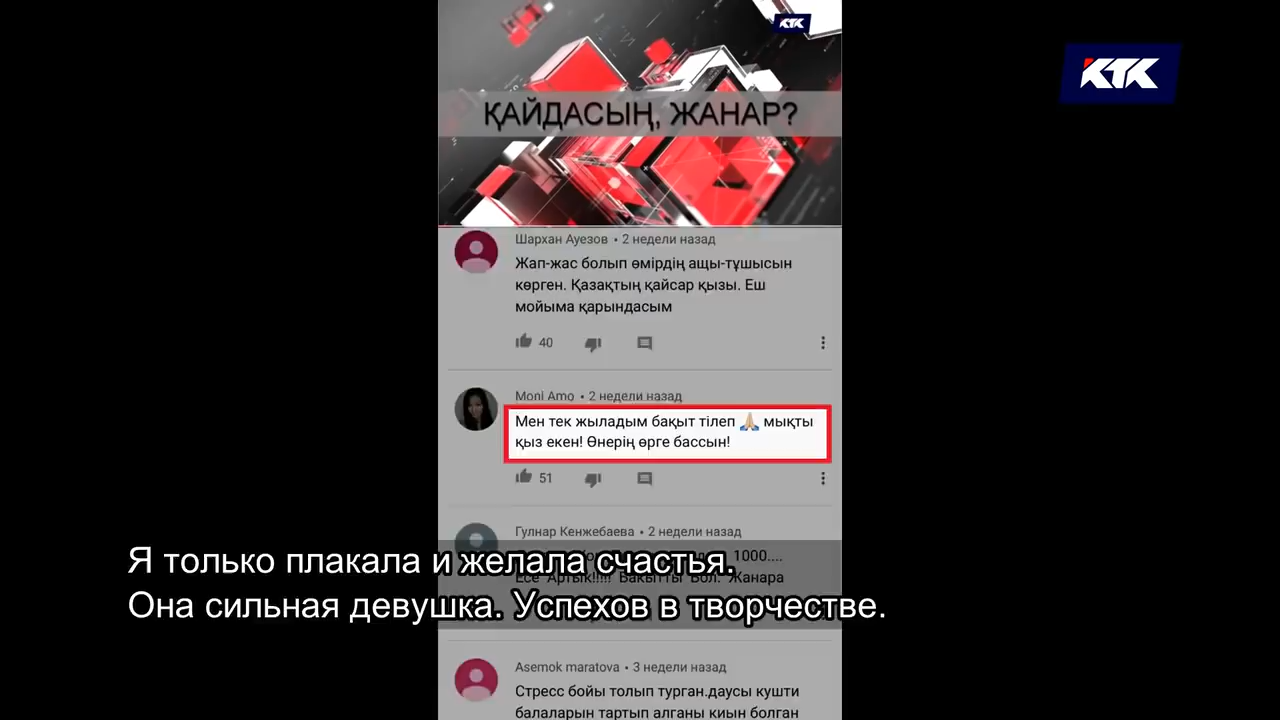 КТК
КТК
ҚАЙДАСЫҢ, ЖАНАР?
Шархан Ауезов • 2 недели назад
Жап-жас болып өмірдің ащы-тұшысын
көрген. Қазақтың қайсар қызы. Еш
мойыма қарындасым
40
Moni Amo • 2 недели назад
Мен тек жыладым бақыт тілеп 🙏🏼 мықты
қыз екен! Өнерің өрге бассын!
51
Гулнар Кенжебаева • 2 недели назад
1000....
Есе Артык!!!!! Бакытты Бол. Жанара
Я только плакала и желала счастья.
Она сильная девушка. Успехов в творчестве.
Asemok maratova • 3 недели назад
Стресс бойы толып турган.даусы кушти
балаларын тартып алганы киын болган